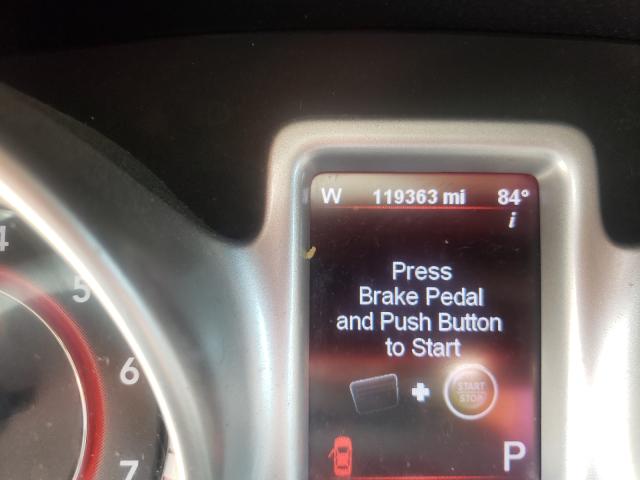 W 119363 mi 84°
i
Press
Brake Pedal
and Push Button
to Start
START
STOP
P
4
5
6
7